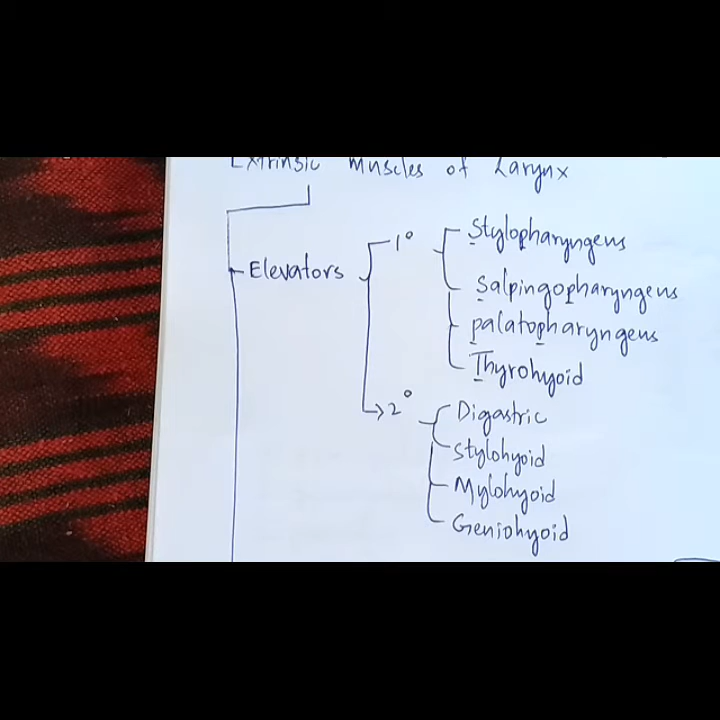 Extrinsic Muscles of Larynx
Elevators
1°
Stylopharyngeus
Salpingopharyngeus
palatopharyngeus
Thyrohyoid
2°
Digastric
Stylohyoid
Mylohyoid
Geniohyoid